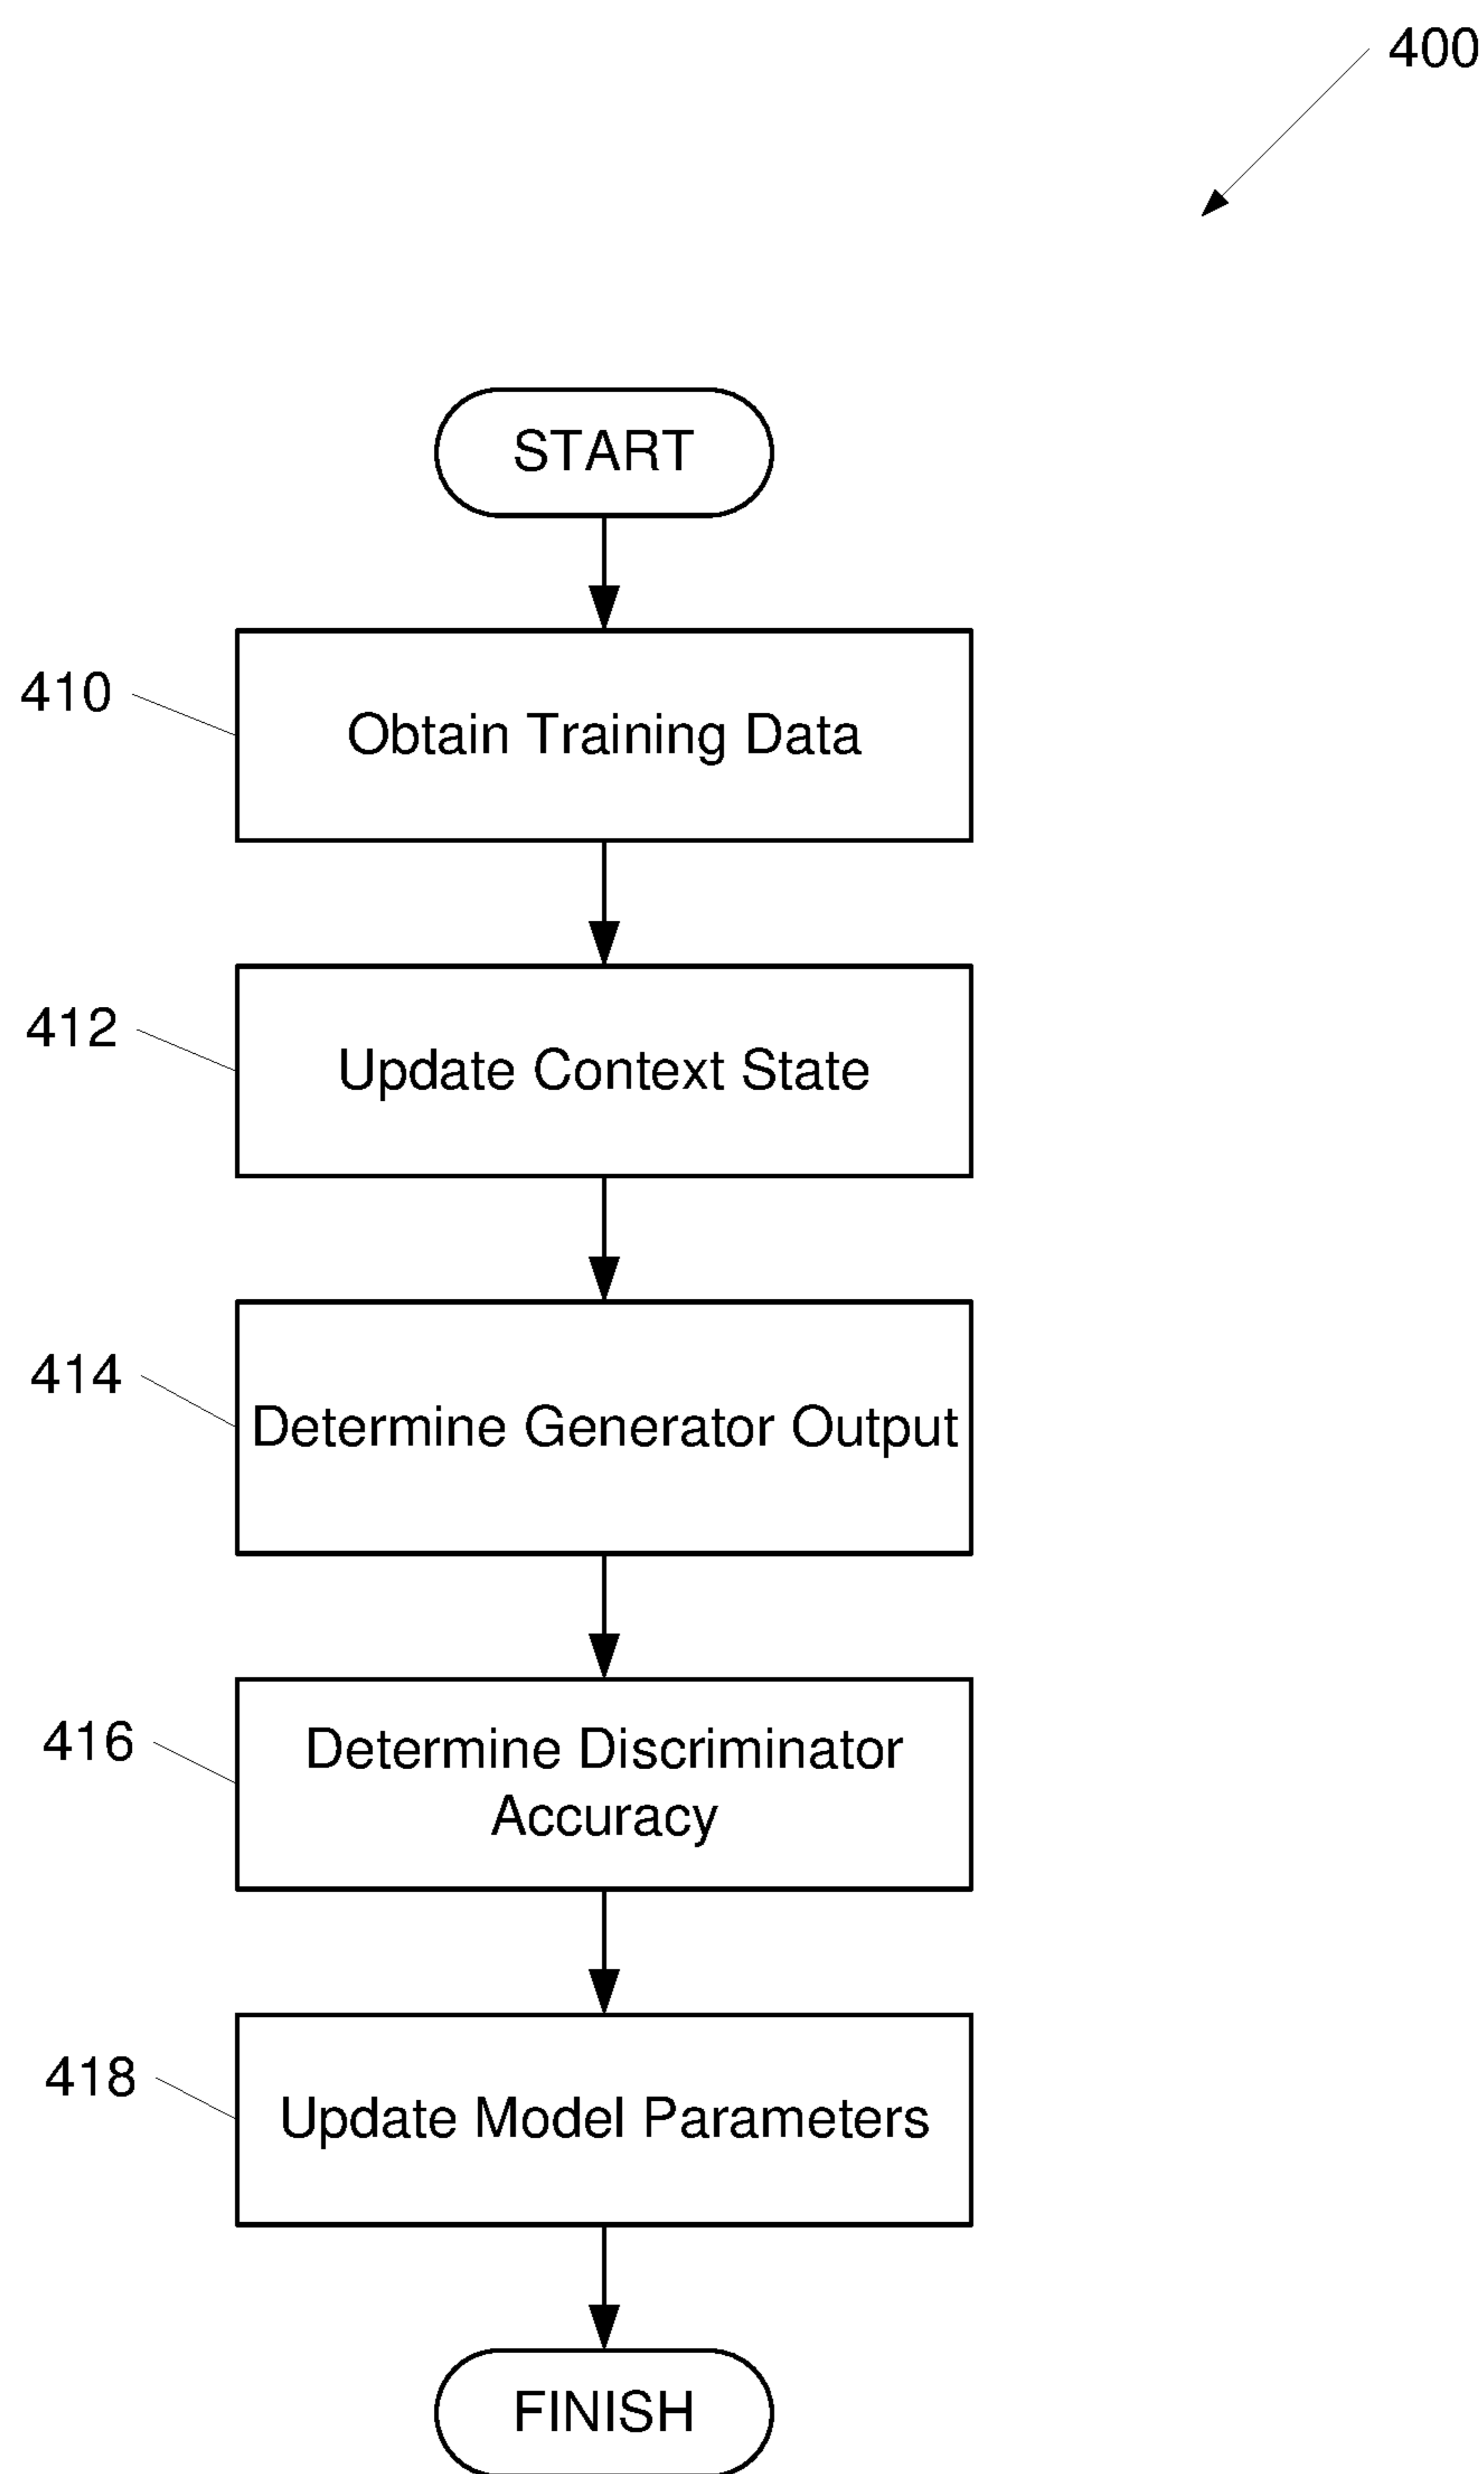 400
START
410
Obtain Training Data
412
Update Context State
414
Determine Generator Output
416
Determine Discriminator
Accuracy
418
Update Model Parameters
FINISH